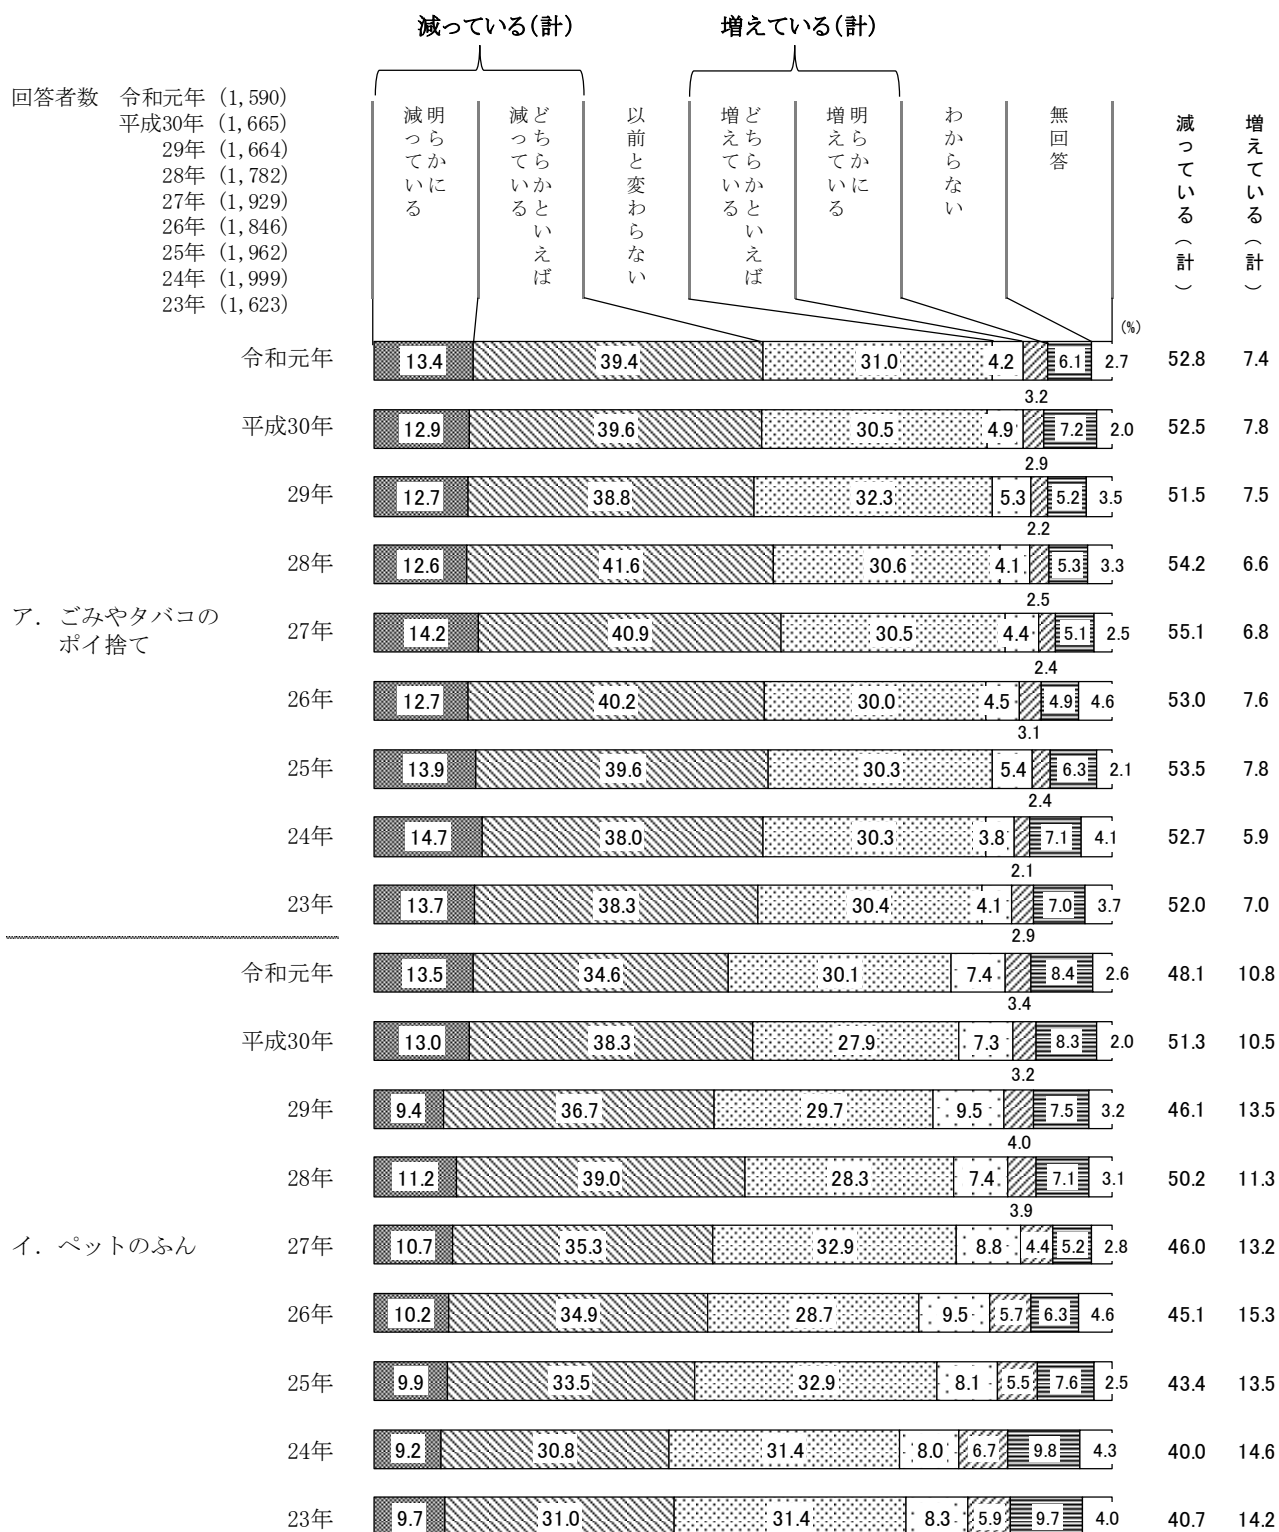 減っている(計)
増えている(計)
回答者数 令和元年 (1,590)
平成30年 (1,665)
29年 (1,664)
28年 (1,782)
27年 (1,929)
26年 (1,846)
25年 (1,962)
24年 (1,999)
23年 (1,623)
明らかに
減っている
どちらかといえば
減っている
以前と変わらない
どちらかといえば
増えている
明らかに
増えている
わからない
無回答
減っている(計)
増えている(計)
(%)
令和元年 13.4 39.4 31.0 4.2 6.1 2.7 52.8 7.4
3.2
平成30年 12.9 39.6 30.5 4.9 7.2 2.0 52.5 7.8
2.9
29年 12.7 38.8 32.3 5.3 5.2 3.5 51.5 7.5
2.2
28年 12.6 41.6 30.6 4.1 5.3 3.3 54.2 6.6
2.5
ア. ごみやタバコの
ポイ捨て
27年 14.2 40.9 30.5 4.4 5.1 2.5 55.1 6.8
2.4
26年 12.7 40.2 30.0 4.5 4.9 4.6 53.0 7.6
3.1
25年 13.9 39.6 30.3 5.4 6.3 2.1 53.5 7.8
2.4
24年 14.7 38.0 30.3 3.8 7.1 4.1 52.7 5.9
2.1
23年 13.7 38.3 30.4 4.1 7.0 3.7 52.0 7.0
2.9
令和元年 13.5 34.6 30.1 7.4 8.4 2.6 48.1 10.8
3.4
平成30年 13.0 38.3 27.9 7.3 8.3 2.0 51.3 10.5
3.2
29年 9.4 36.7 29.7 9.5 7.5 3.2 46.1 13.5
4.0
28年 11.2 39.0 28.3 7.4 7.1 3.1 50.2 11.3
3.9
イ. ペットのふん
27年 10.7 35.3 32.9 8.8 4.4 5.2 2.8 46.0 13.2
26年 10.2 34.9 28.7 9.5 5.7 6.3 4.6 45.1 15.3
25年 9.9 33.5 32.9 8.1 5.5 7.6 2.5 43.4 13.5
24年 9.2 30.8 31.4 8.0 6.7 9.8 4.3 40.0 14.6
23年 9.7 31.0 31.4 8.3 5.9 9.7 4.0 40.7 14.2